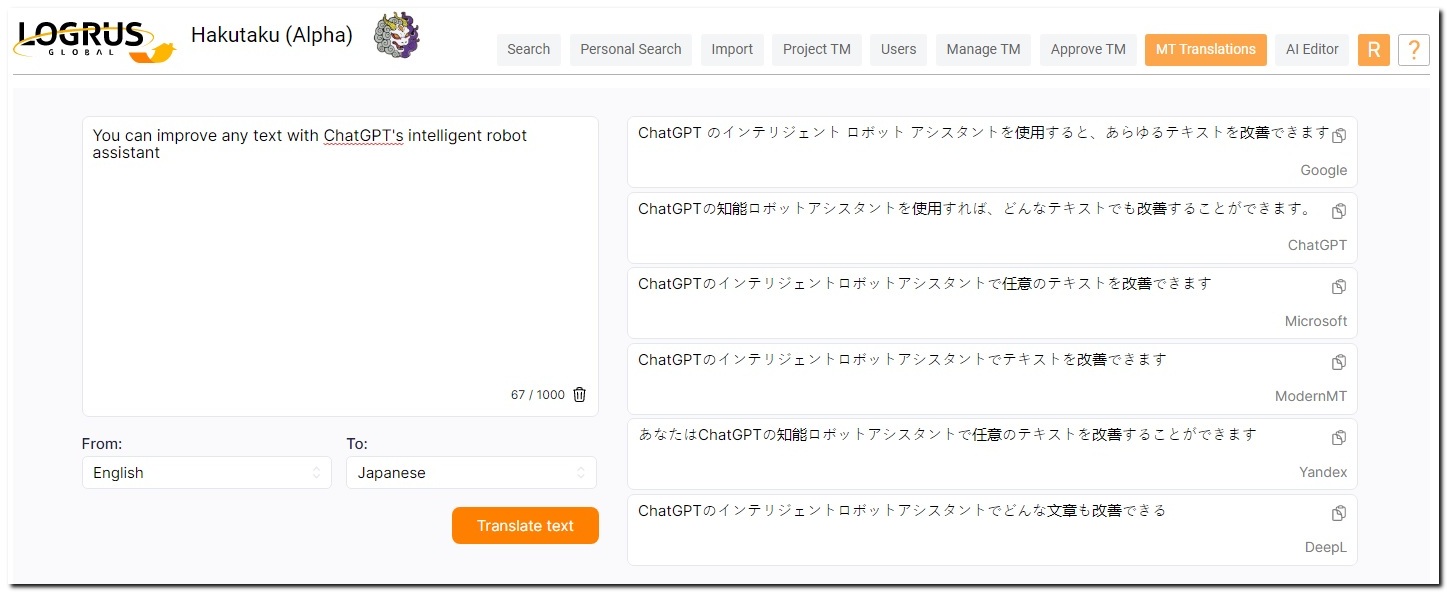 LOGRUS
GLOBAL
Hakutaku (Alpha)
Search
Personal Search
Import
Project TM
Users
Manage TM
Approve TM
MT Translations
AI Editor
R
?
You can improve any text with ChatGPT's intelligent robot
assistant
67 / 1000
From:
To:
English
Japanese
Translate text
ChatGPT のインテリジェント ロボット アシスタントを使用すると、あらゆるテキストを改善できます
Google
ChatGPTの知能ロボットアシスタントを使用すれば、どんなテキストでも改善することができます。
ChatGPT
ChatGPTのインテリジェントロボットアシスタントで任意のテキストを改善できます
Microsoft
ChatGPTのインテリジェントロボットアシスタントでテキストを改善できます
ModernMT
あなたはChatGPTの知能ロボットアシスタントで任意のテキストを改善することができます
Yandex
ChatGPTのインテリジェントロボットアシスタントでどんな文章も改善できる
DeepL